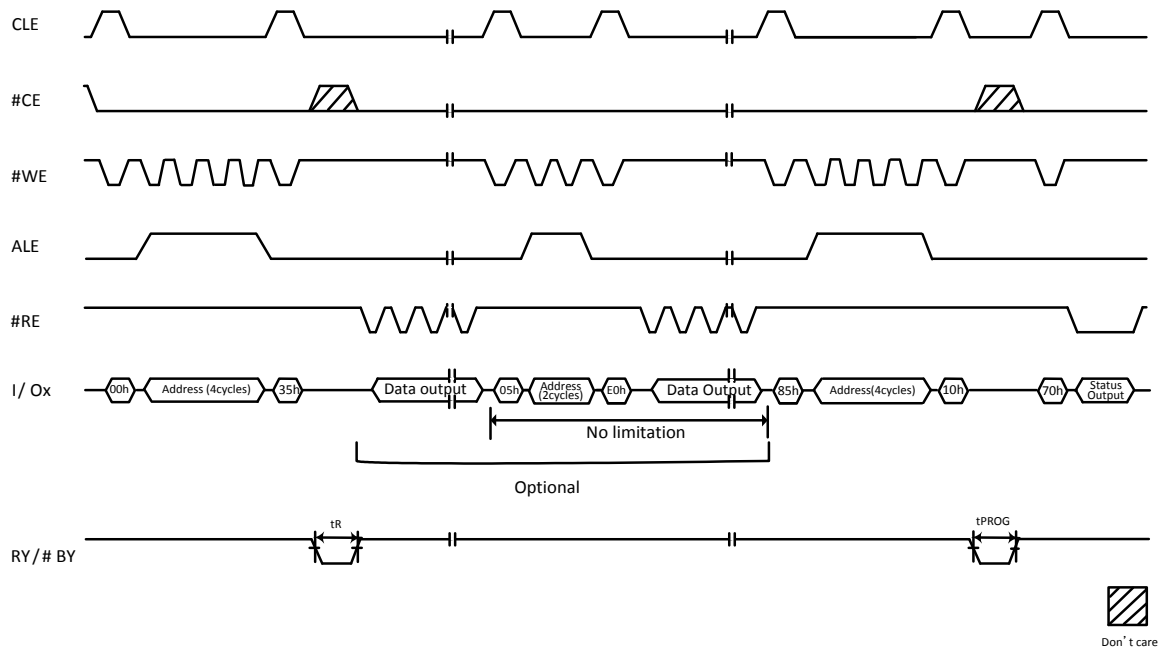 CLE
#CE
#WE
ALE
#RE
I/ Ox
00h
Address (4cycles)
35h
Data output
05h
Address
(2cycles)
E0h
Data Output
85h
Address(4cycles)
10h
70h
Status
Output
No limitation
Optional
tR
tPROG
RY/# BY
Don't care